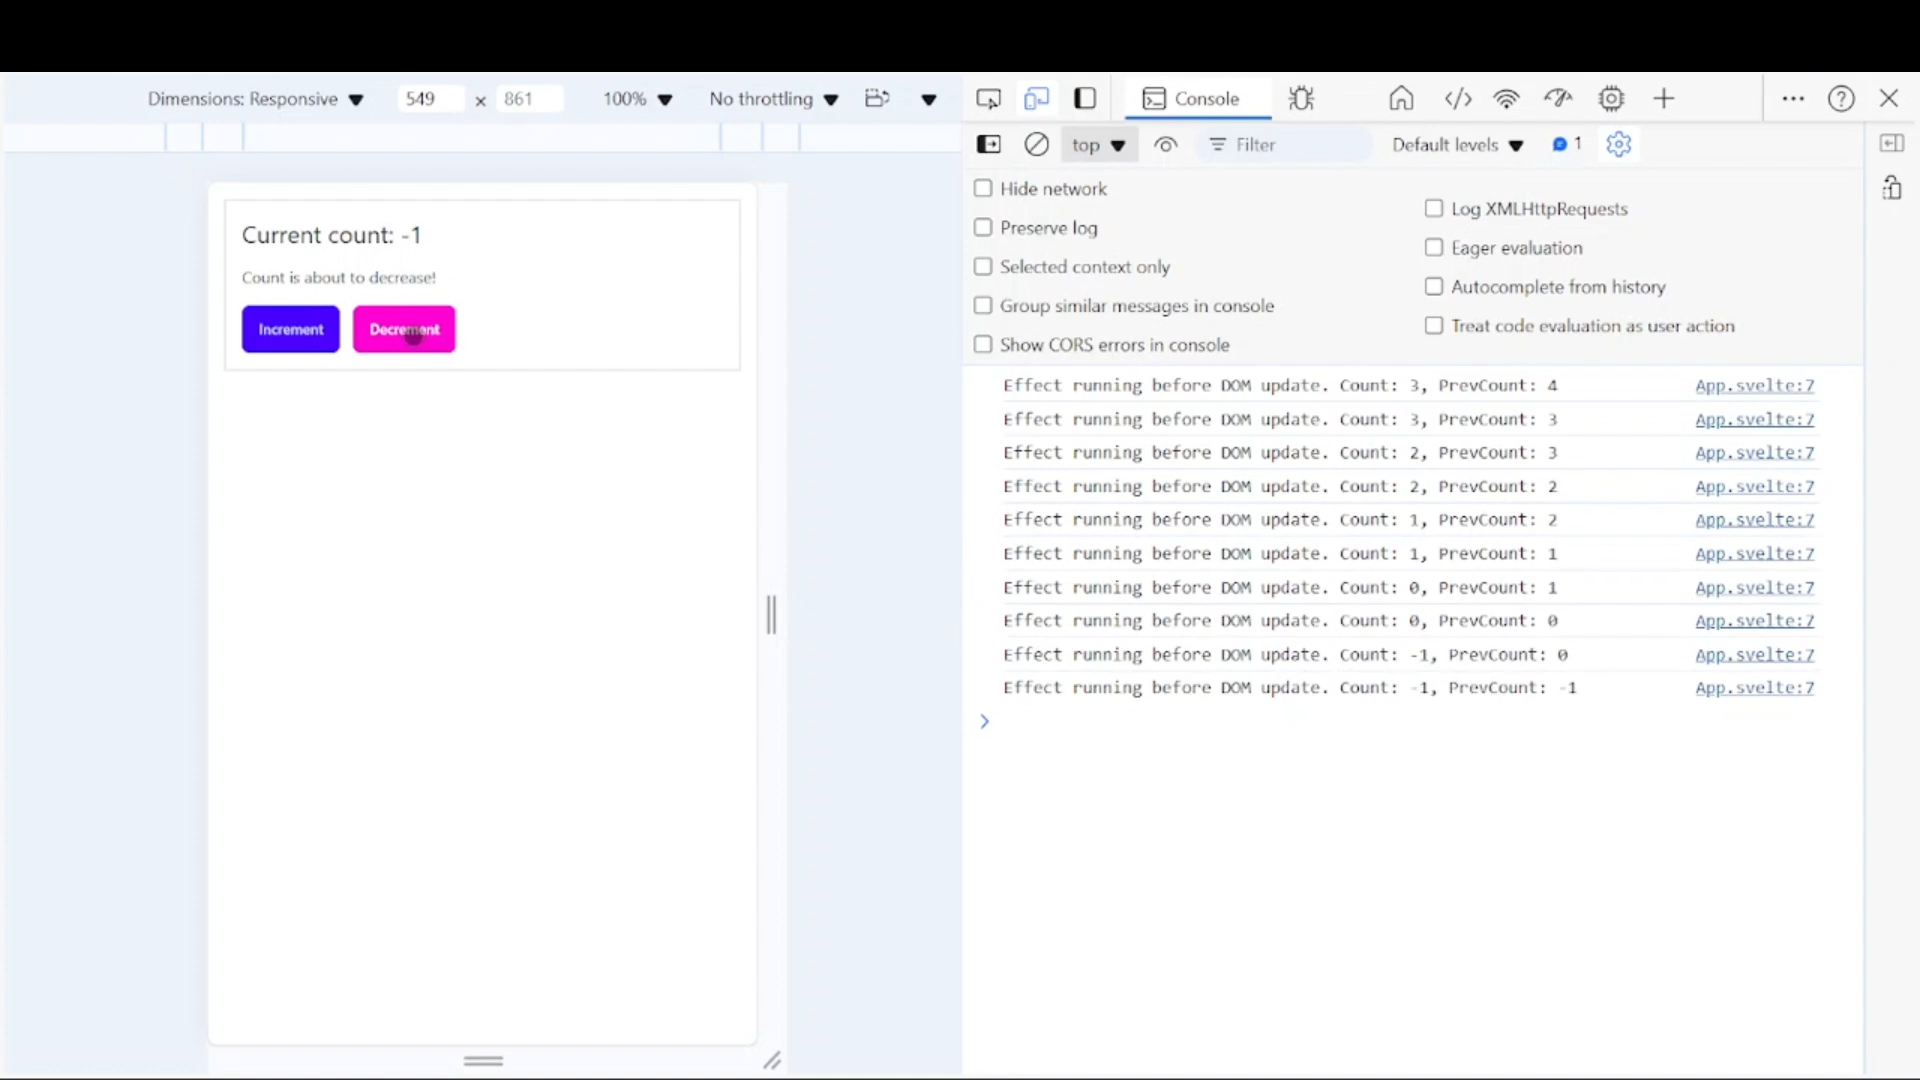 Dimensions: Responsive 549 x 861 100% No throttling
Console
top Filter Default levels 1
Hide network
Preserve log
Selected context only
Group similar messages in console
Show CORS errors in console
Log XMLHttpRequests
Eager evaluation
Autocomplete from history
Treat code evaluation as user action
Current count: -1
Count is about to decrease!
Increment Decrement
Effect running before DOM update. Count: 3, PrevCount: 4 App.svelte:7
Effect running before DOM update. Count: 3, PrevCount: 3 App.svelte:7
Effect running before DOM update. Count: 2, PrevCount: 3 App.svelte:7
Effect running before DOM update. Count: 2, PrevCount: 2 App.svelte:7
Effect running before DOM update. Count: 1, PrevCount: 2 App.svelte:7
Effect running before DOM update. Count: 1, PrevCount: 1 App.svelte:7
Effect running before DOM update. Count: 0, PrevCount: 1 App.svelte:7
Effect running before DOM update. Count: 0, PrevCount: 0 App.svelte:7
Effect running before DOM update. Count: -1, PrevCount: 0 App.svelte:7
Effect running before DOM update. Count: -1, PrevCount: -1 App.svelte:7